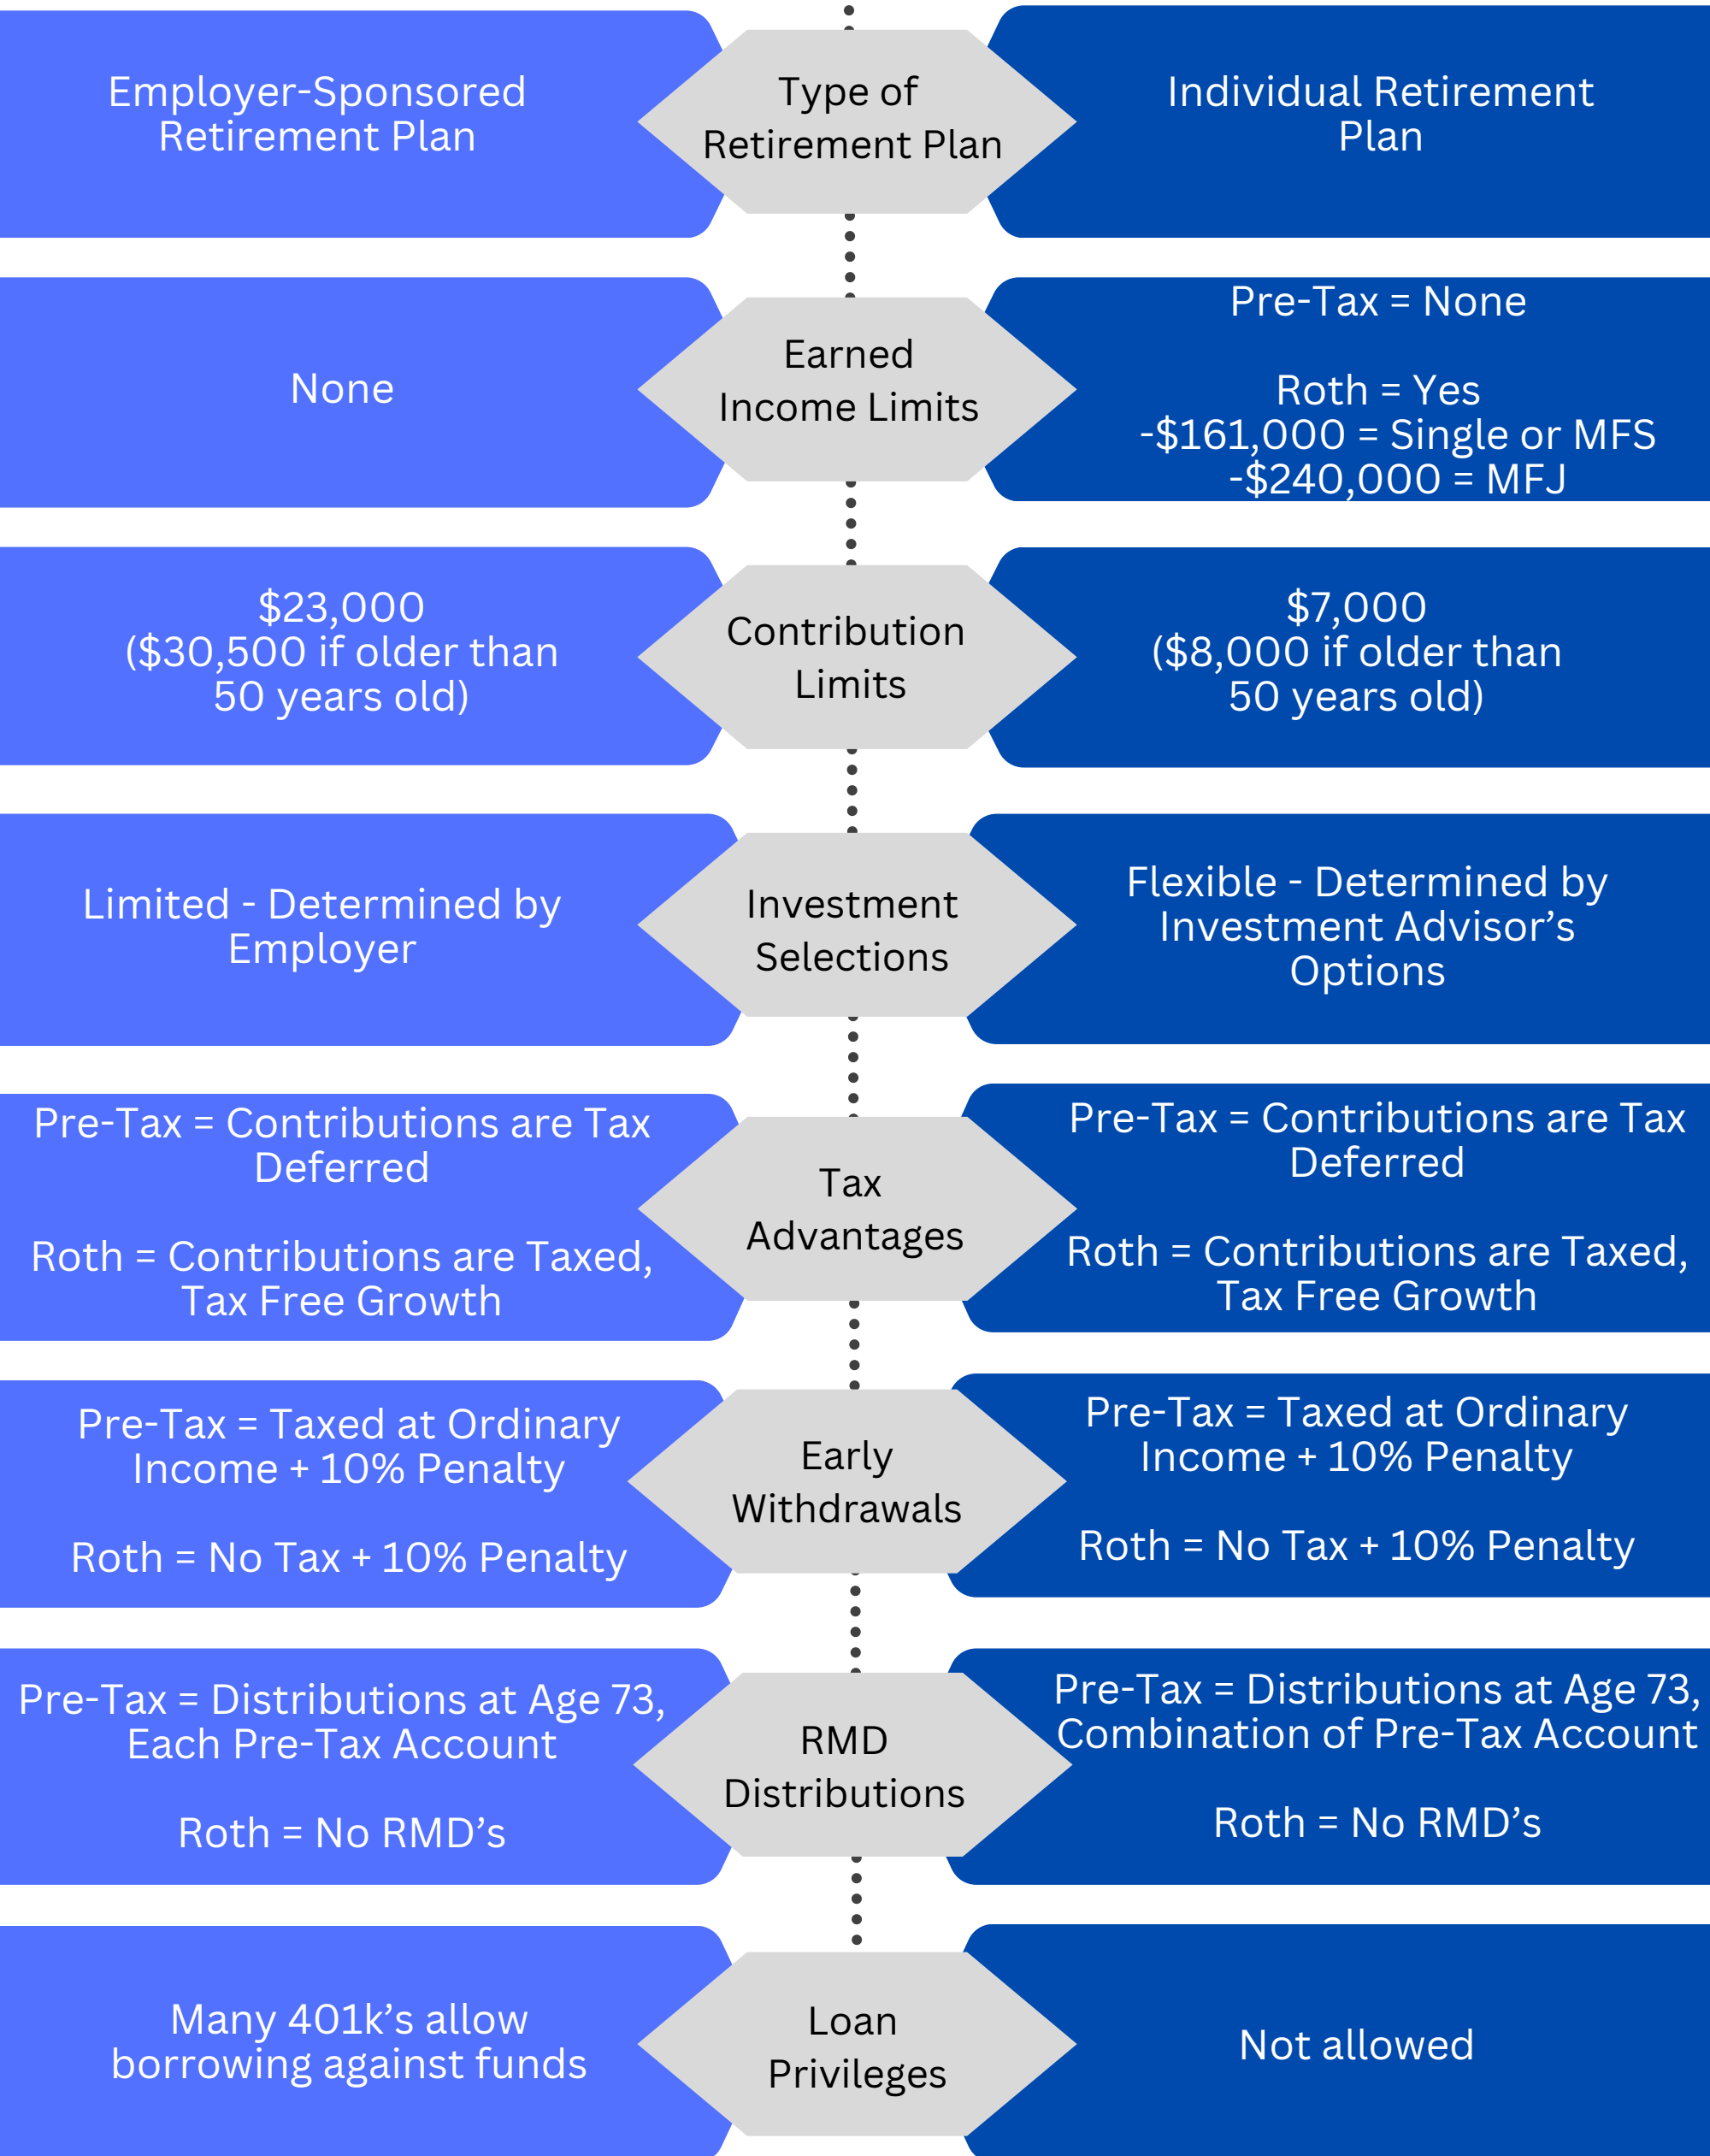 Employer-Sponsored
Retirement Plan
Type of
Retirement Plan
Individual Retirement
Plan
None
Earned
Income Limits
Pre-Tax = None
Roth = Yes
-$161,000 = Single or MFS
-$240,000 = MFJ
$23,000
($30,500 if older than
50 years old)
Contribution
Limits
$7,000
($8,000 if older than
50 years old)
Limited - Determined by
Employer
Investment
Selections
Flexible - Determined by
Investment Advisor’s
Options
Pre-Tax = Contributions are Tax
Deferred
Roth = Contributions are Taxed,
Tax Free Growth
Tax
Advantages
Pre-Tax = Contributions are Tax
Deferred
Roth = Contributions are Taxed,
Tax Free Growth
Pre-Tax = Taxed at Ordinary
Income + 10% Penalty
Roth = No Tax + 10% Penalty
Early
Withdrawals
Pre-Tax = Taxed at Ordinary
Income + 10% Penalty
Roth = No Tax + 10% Penalty
Pre-Tax = Distributions at Age 73,
Each Pre-Tax Account
Roth = No RMD’s
RMD
Distributions
Pre-Tax = Distributions at Age 73,
Combination of Pre-Tax Account
Roth = No RMD’s
Many 401k’s allow
borrowing against funds
Loan
Privileges
Not allowed